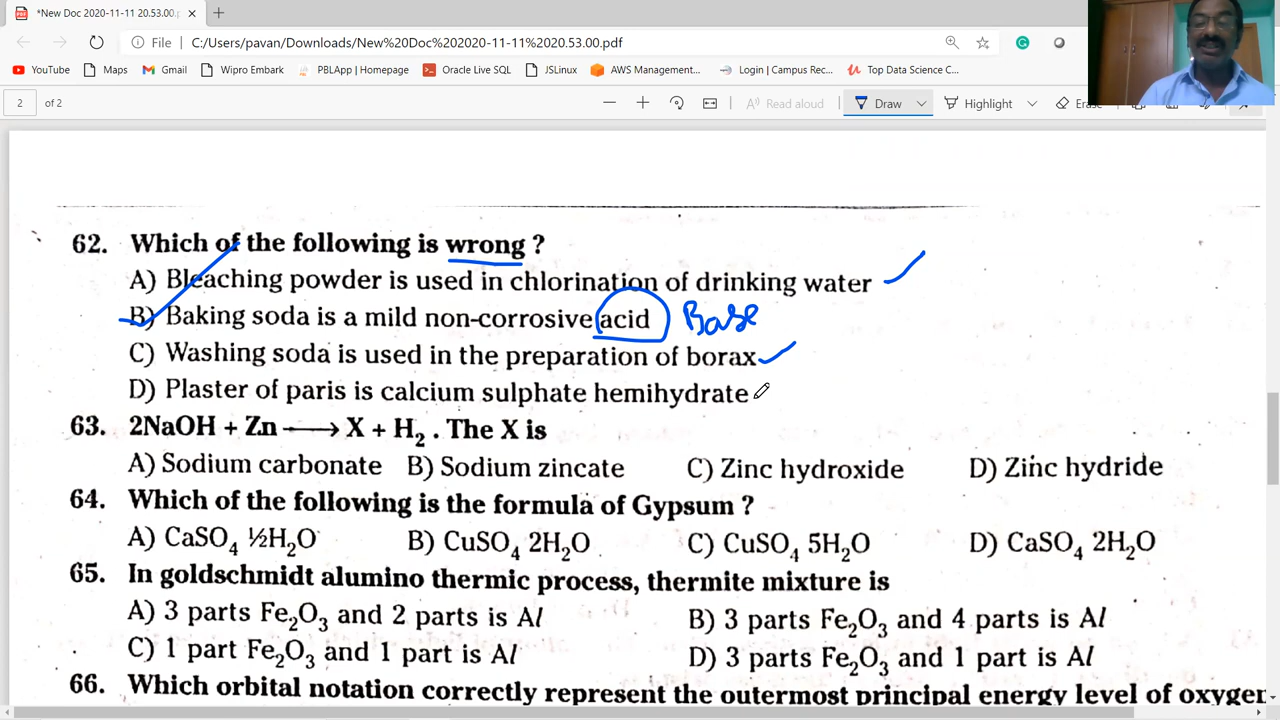 *New Doc 2020-11-11 20.53.00.pd
File C:/Users/pavan/Downloads/New%20Doc%202020-11-11%2020.53.00.pdf
YouTube Maps Gmail Wipro Embark PBLApp | Homepage Oracle Live SQL JSLinux AWS Management... Login | Campus Rec... Top Data Science C...
2 of 2 Read aloud Draw Highlight Erase
62. Which of the following is wrong ?
A) Bleaching powder is used in chlorination of drinking water
B) Baking soda is a mild non-corrosive acid Base
C) Washing soda is used in the preparation of borax
D) Plaster of paris is calcium sulphate hemihydrate
63. 2NaOH + Zn ⟶ X + H₂ . The X is
A) Sodium carbonate B) Sodium zincate C) Zinc hydroxide D) Zinc hydride
64. Which of the following is the formula of Gypsum ?
A) CaSO₄ ½H₂O B) CuSO₄ 2H₂O C) CuSO₄ 5H₂O D) CaSO₄ 2H₂O
65. In goldschmidt alumino thermic process, thermite mixture is
A) 3 parts Fe₂O₃ and 2 parts is Al B) 3 parts Fe₂O₃ and 4 parts is Al
C) 1 part Fe₂O₃ and 1 part is Al D) 3 parts Fe₂O₃ and 1 part is Al
66. Which orbital notation correctly represent the outermost principal energy level of oxygen